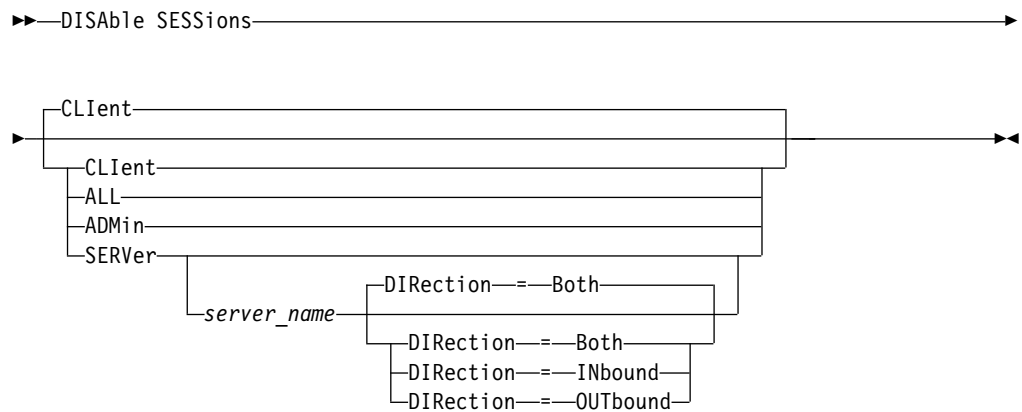 DISAble SESSions
CLIent
CLIent
ALL
ADMin
SERVer
DIRection = Both
server_name
DIRection = Both
DIRection = INbound
DIRection = OUTbound